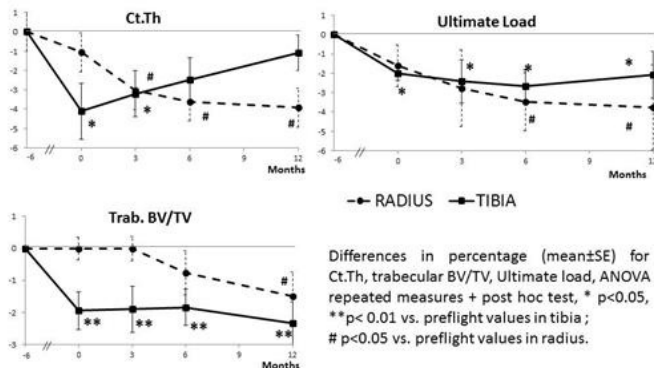 Ct.Th
0
-1
-2
-3
-4
-5
-6
#
*
*
#
#
-6 // 0 3 6 12
Months
Ultimate Load
1
0
-1
-2
-3
-4
-5
-6
*
*
*
*
#
#
-6 // 0 3 6 12
Months
Trab. BV/TV
1
0
-1
-2
-3
#
**
**
**
**
-6 // 0 3 6 12
Months
RADIUS TIBIA
Differences in percentage (mean±SE) for
Ct.Th, trabecular BV/TV, Ultimate load, ANOVA
repeated measures + post hoc test, * p<0.05,
**p< 0.01 vs. preflight values in tibia ;
# p<0.05 vs. preflight values in radius.